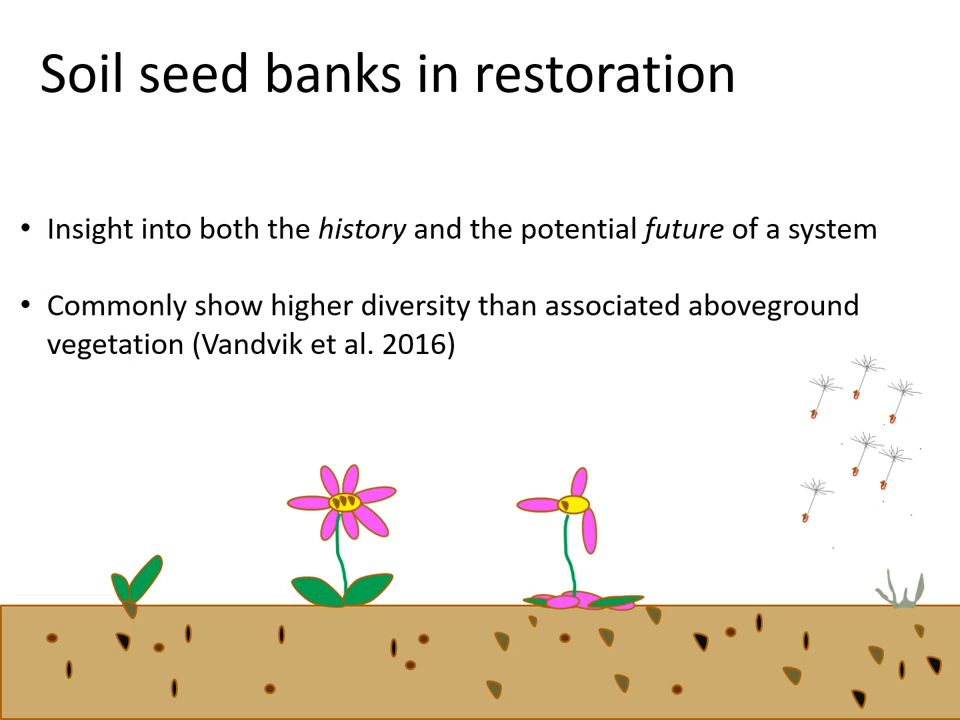 Soil seed banks in restoration
• Insight into both the history and the potential future of a system
• Commonly show higher diversity than associated aboveground
vegetation (Vandvik et al. 2016)